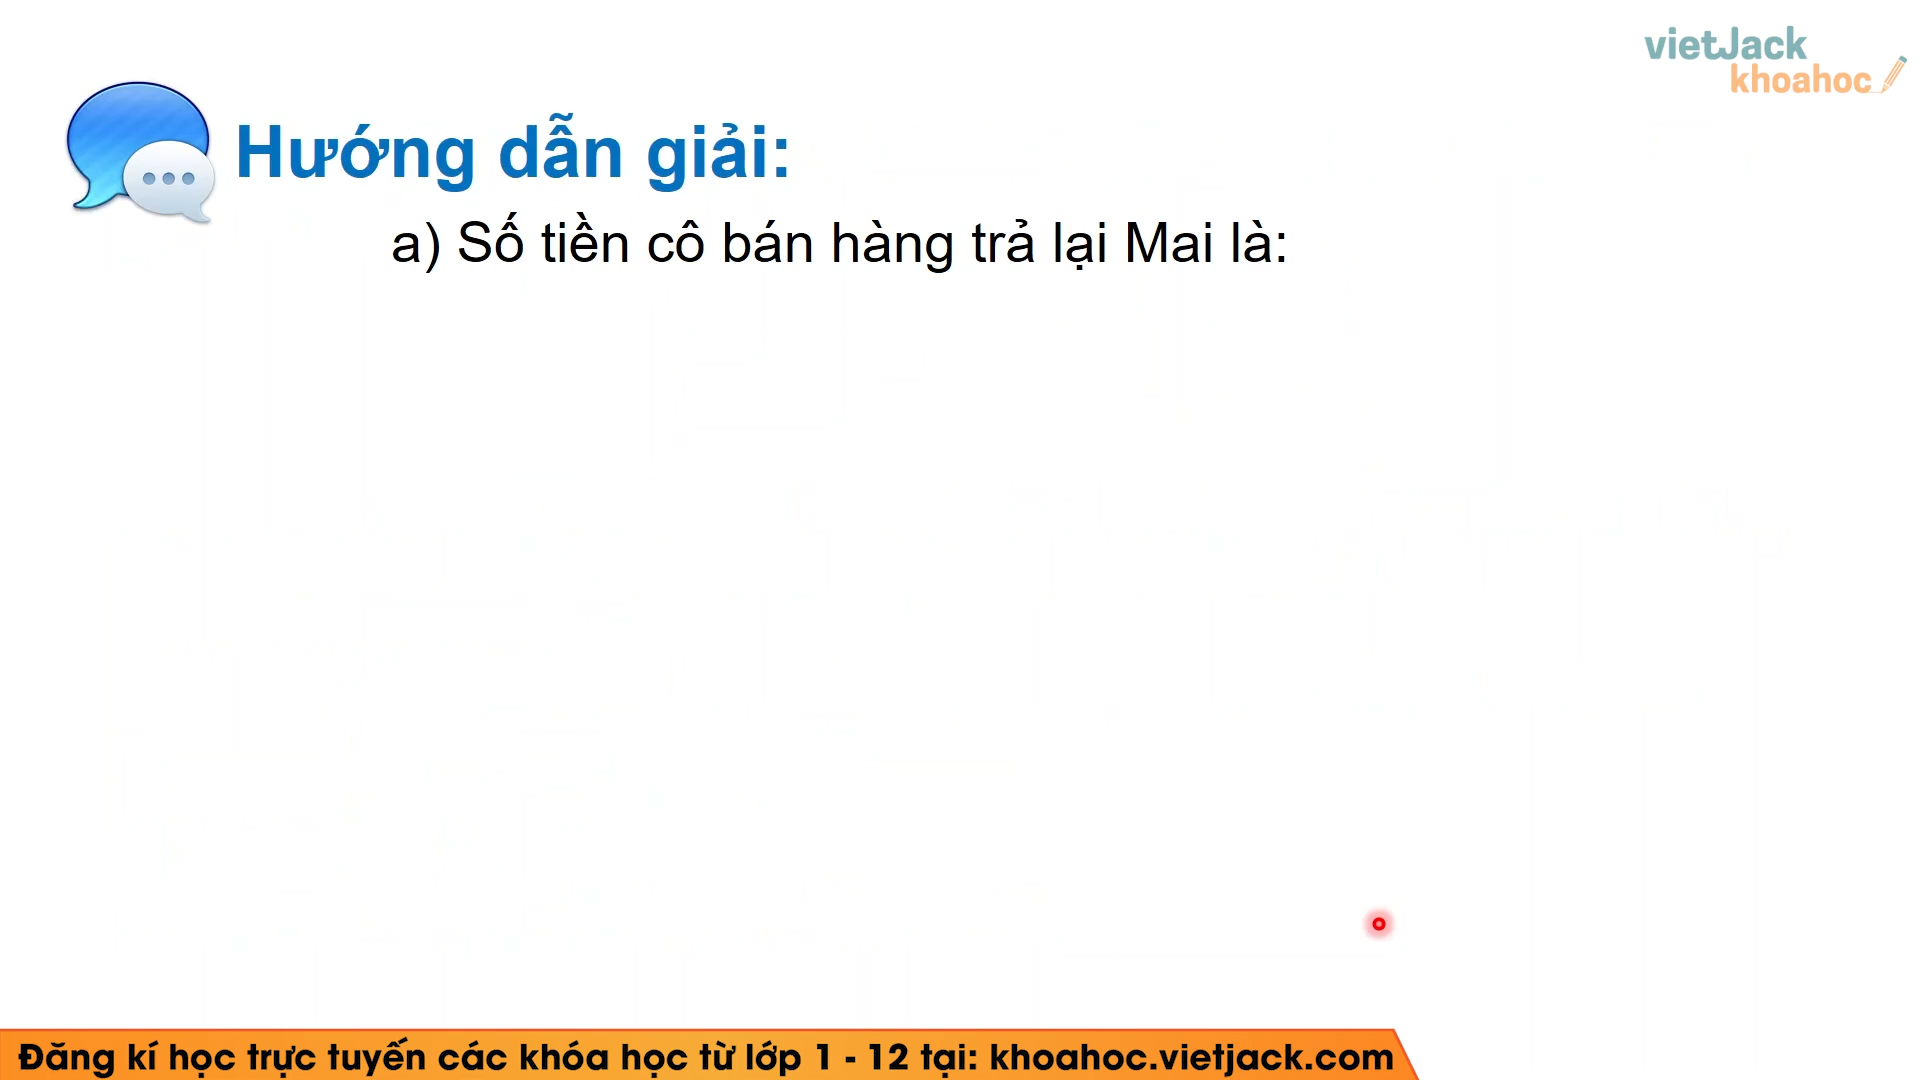 vietJack
khoahoc
Hướng dẫn giải:
a) Số tiền cô bán hàng trả lại Mai là:
Đăng kí học trực tuyến các khóa học từ lớp 1 - 12 tại: khoahoc.vietjack.com